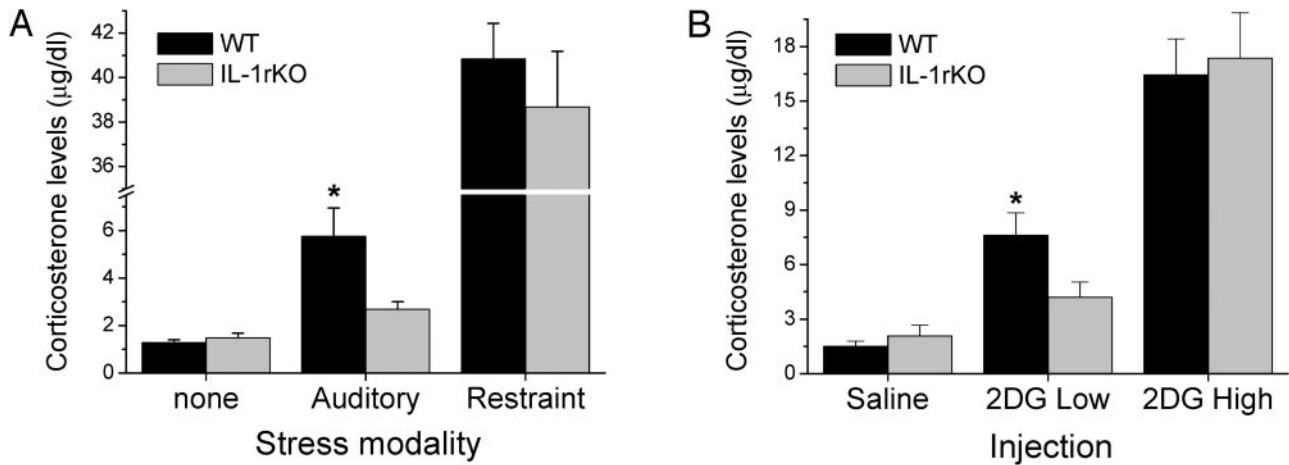 A
WT
IL-1rKO
Corticosterone levels (μg/dl)
42
40
38
36
6
4
2
0
*
none
Auditory
Restraint
Stress modality
B
WT
IL-1rKO
Corticosterone levels (μg/dl)
18
15
12
9
6
3
0
*
Saline
2DG Low
2DG High
Injection